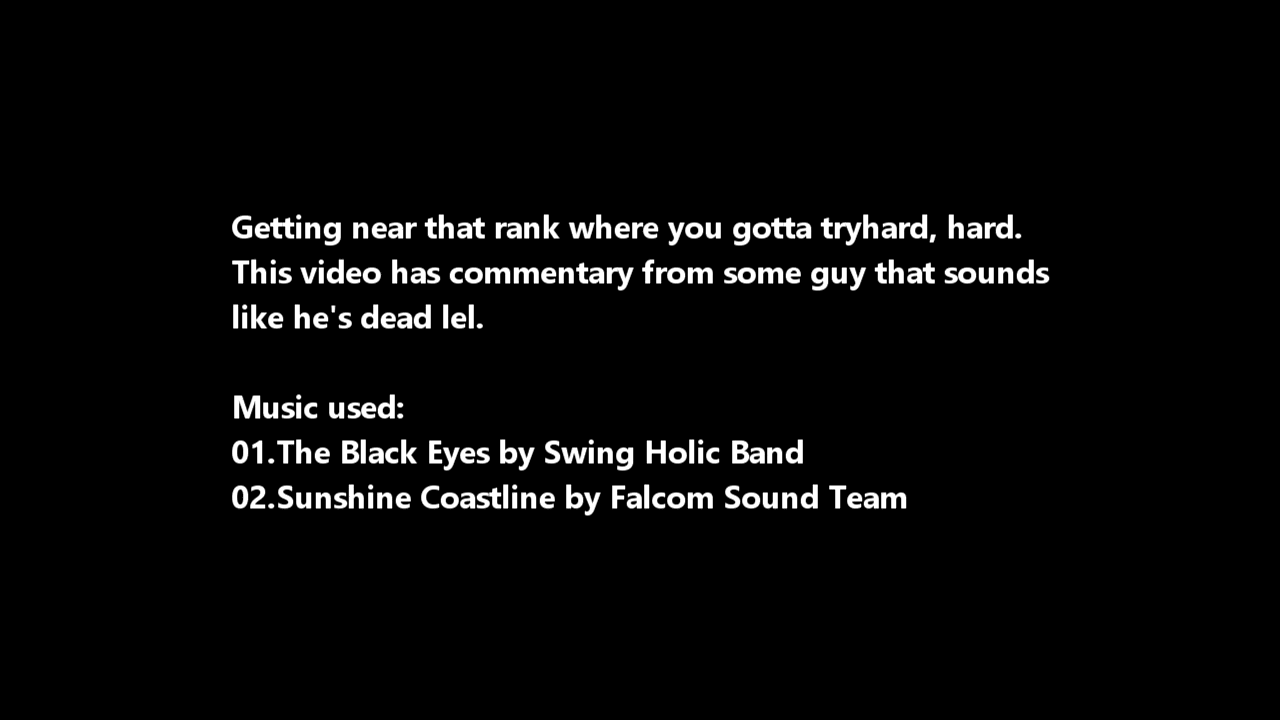 Getting near that rank where you gotta tryhard, hard.
This video has commentary from some guy that sounds
like he's dead lel.
Music used:
01.The Black Eyes by Swing Holic Band
02.Sunshine Coastline by Falcom Sound Team